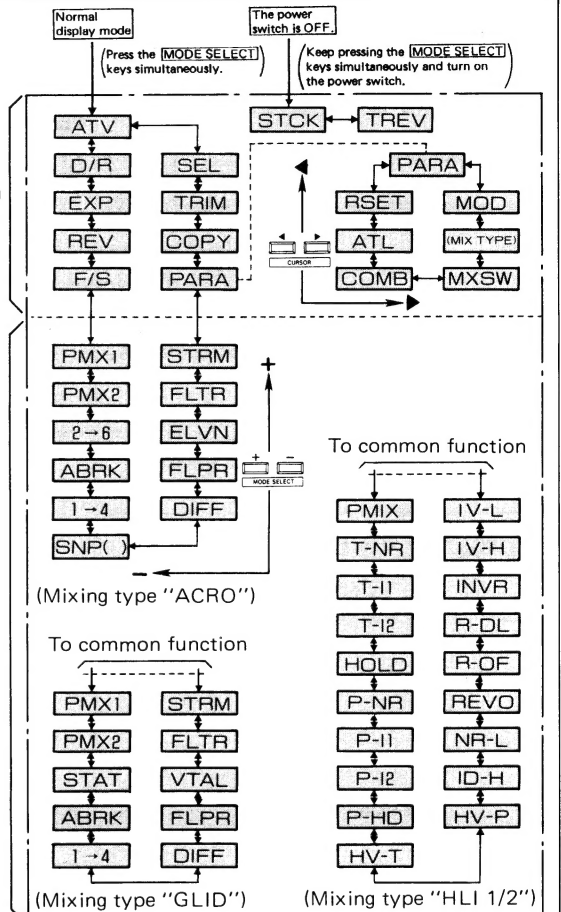 Normal
display mode
(Press the MODE SELECT
keys simultaneously.)
The power
switch is OFF.
(Keep pressing the MODE SELECT
keys simultaneously and turn on
the power switch.)
ATV
D/R
EXP
REV
F/S
SEL
TRIM
COPY
PARA
STCK
TREV
PARA
RSET
ATL
COMB
MOD
(MIX TYPE)
MXSW
◀ ▶
CURSOR
PMX1
PMX2
2→6
ABRK
1→4
SNP( )
STRM
FLTR
ELVN
FLPR
DIFF
+
+ −
MODE SELECT
−
(Mixing type "ACRO")
To common function
PMX1
PMX2
STAT
ABRK
1→4
STRM
FLTR
VTAL
FLPR
DIFF
(Mixing type "GLID")
To common function
PMIX
T-NR
T-I1
T-I2
HOLD
P-NR
P-I1
P-I2
P-HD
HV-T
IV-L
IV-H
INVR
R-DL
R-OF
REVO
NR-L
ID-H
HV-P
(Mixing type "HLI 1/2")